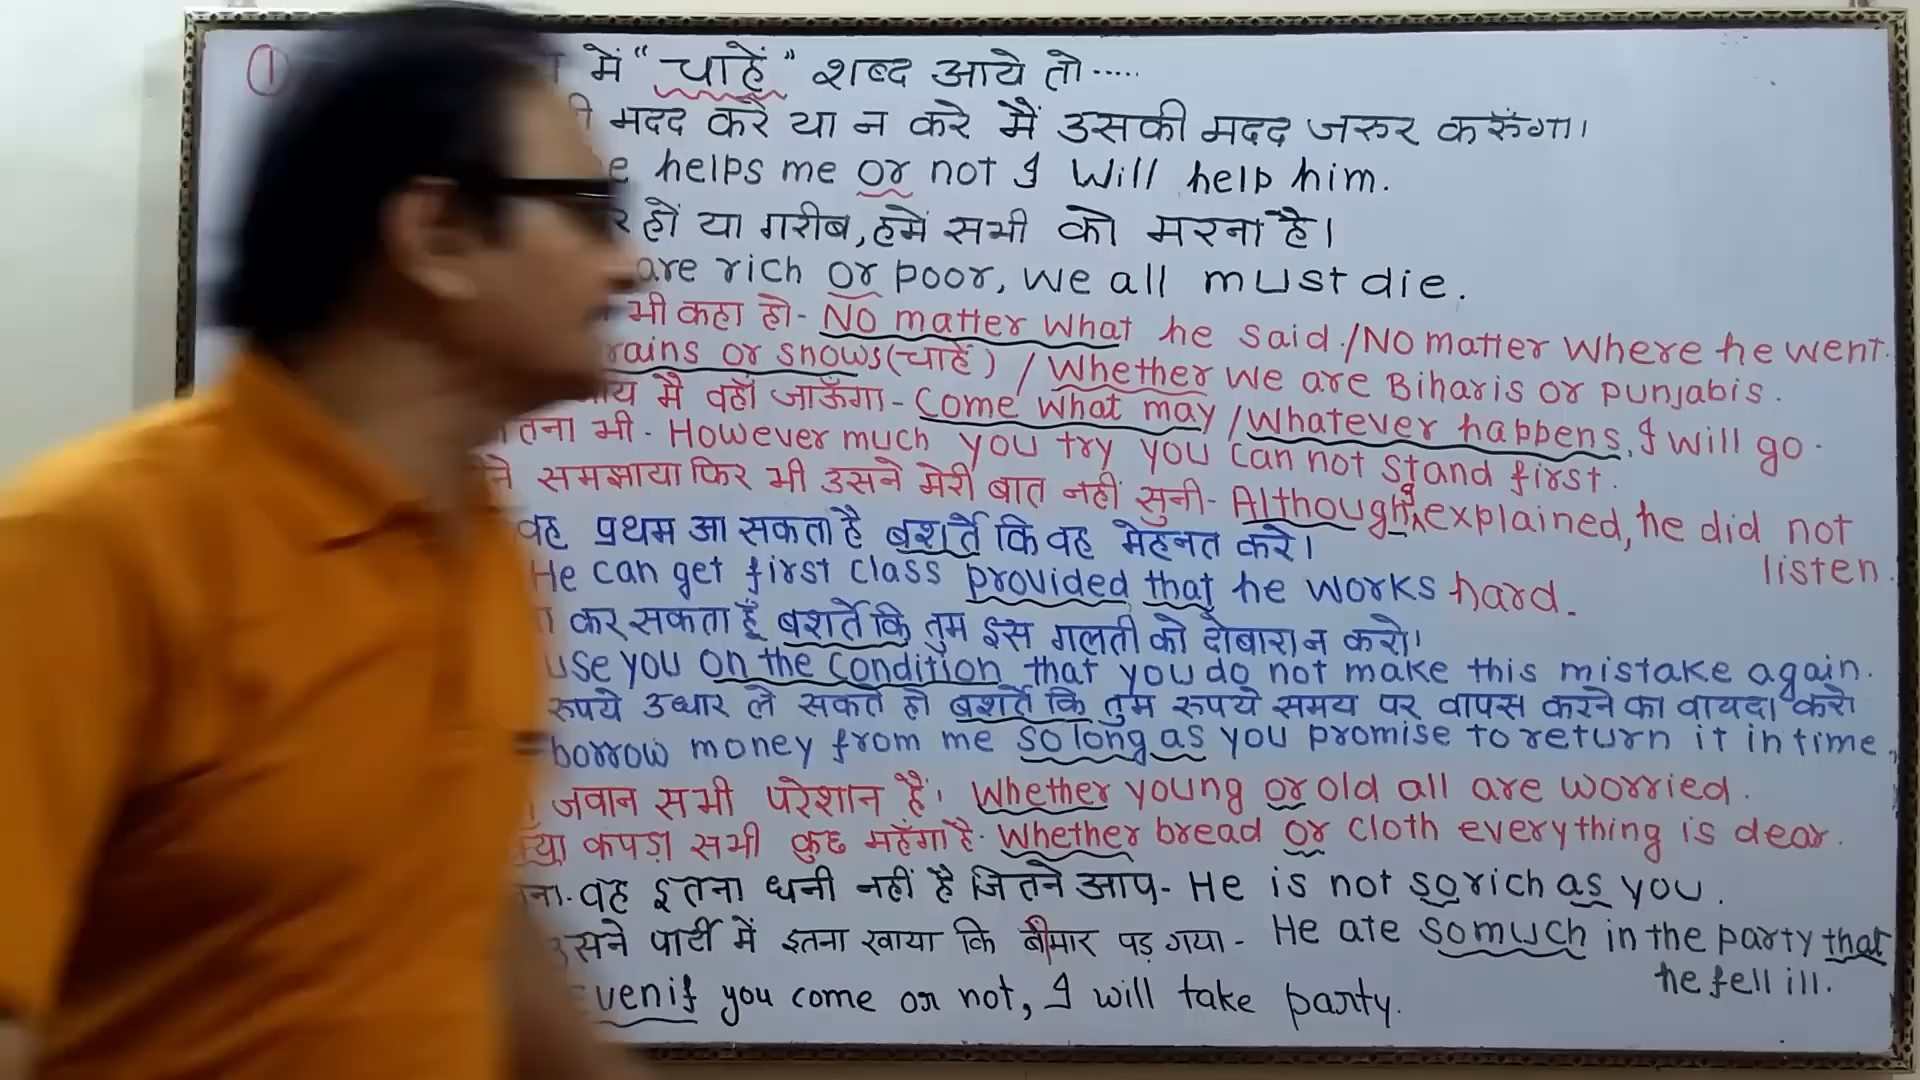 ① में "चाहें" शब्द आये तो.....
मदद करें या न करे मैं उसकी मदद जरुर करुंगा।
helps me or not I will help him.
हों या गरीब, हमें सभी को मरना है।
are rich or poor, we all must die.
भी कहा हो- No matter what he said./No matter where he went.
rains or snows(चाहें) / Whether we are Biharis or punjabis.
मै वहाँ जाऊँगा- Come what may /Whatever happens, I will go.
भी. However much you try you can not stand first.
समझाया फिर भी उसने मेरी बात नहीं सुनी- Although I explained, he did not listen.
वह प्रथम आ सकता है बशर्ते कि वह मेहनत करे।
He can get first class provided that he works hard.
कर सकता हूँ बशर्ते कि तुम इस गलती को दोबारा न करो।
you on the condition that you do not make this mistake again.
रुपये उधार ले सकते हो बशर्ते कि तुम रुपये समय पर वापस करने का वायदा करो
borrow money from me so long as you promise to return it in time.
जवान सभी परेशान हैं। Whether young or old all are worried.
कपड़ा सभी कुछ महँगा है. Whether bread or cloth everything is dear.
वह इतना धनी नहीं है जितने आप- He is not so rich as you.
पार्टी में इतना खाया कि बीमार पड़ गया- He ate so much in the party that he fell ill.
if you come or not, I will take party.